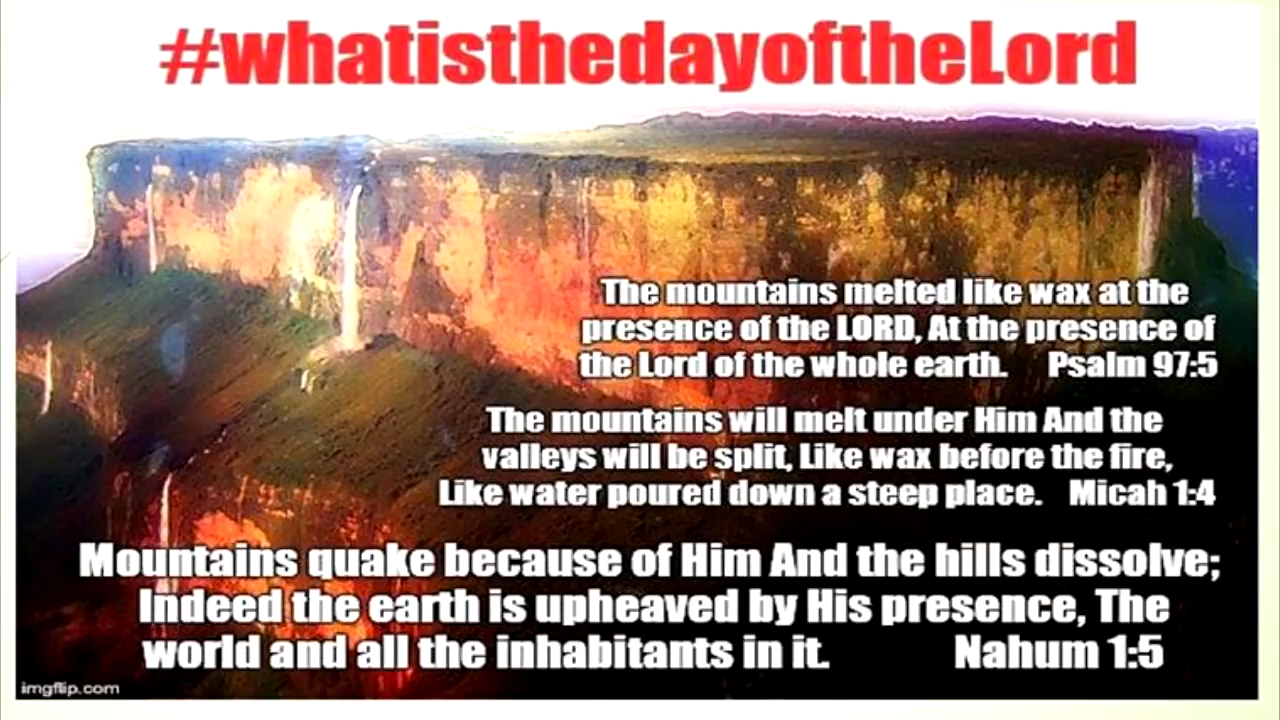 #whatisthedayoftheLord
The mountains melted like wax at the
presence of the LORD, At the presence of
the Lord of the whole earth. Psalm 97:5
The mountains will melt under Him And the
valleys will be split, Like wax before the fire,
Like water poured down a steep place. Micah 1:4
Mountains quake because of Him And the hills dissolve;
Indeed the earth is upheaved by His presence, The
world and all the inhabitants in it. Nahum 1:5
imgflip.com